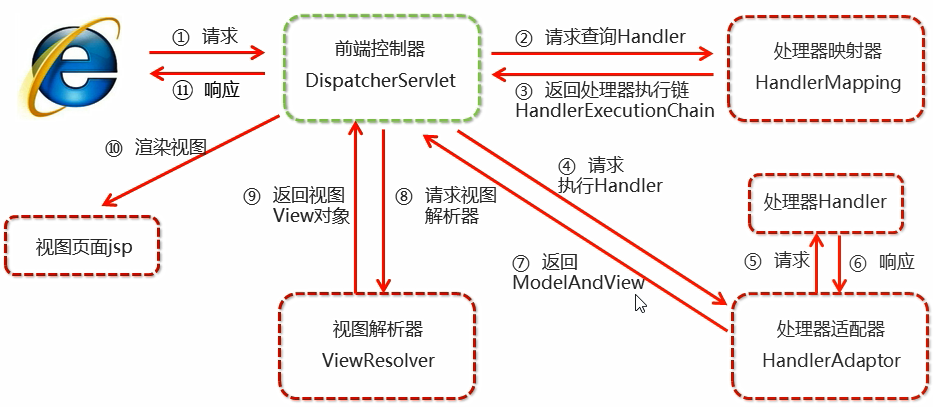 ① 请求
⑪ 响应
前端控制器
DispatcherServlet
② 请求查询Handler
③ 返回处理器执行链
HandlerExecutionChain
处理器映射器
HandlerMapping
⑩ 渲染视图
视图页面jsp
⑨ 返回视图
View对象
⑧ 请求视图
解析器
视图解析器
ViewResolver
④ 请求
执行Handler
⑦ 返回
ModelAndView
处理器Handler
⑤ 请求
⑥ 响应
处理器适配器
HandlerAdaptor